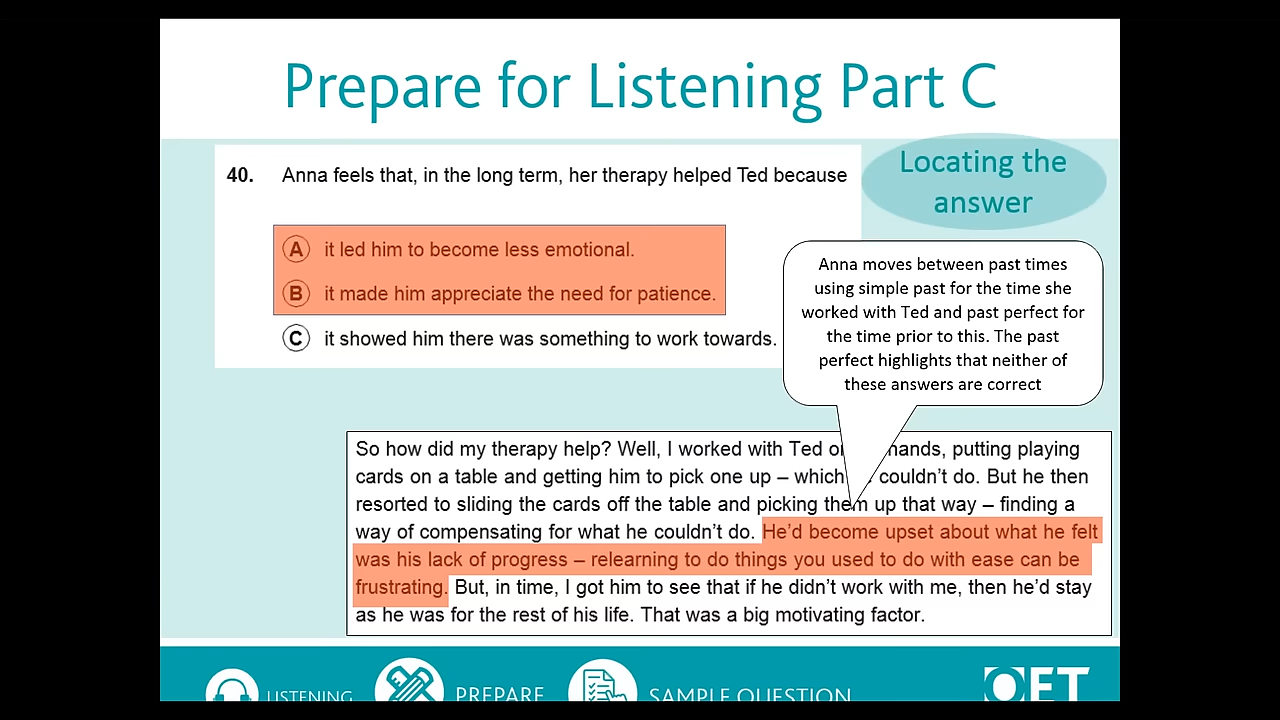 Prepare for Listening Part C
40. Anna feels that, in the long term, her therapy helped Ted because
A it led him to become less emotional.
B it made him appreciate the need for patience.
C it showed him there was something to work towards.
Locating the
answer
Anna moves between past times
using simple past for the time she
worked with Ted and past perfect for
the time prior to this. The past
perfect highlights that neither of
these answers are correct
So how did my therapy help? Well, I worked with Ted hands, putting playing
cards on a table and getting him to pick one up – which couldn't do. But he then
resorted to sliding the cards off the table and picking them up that way – finding a
way of compensating for what he couldn't do. He'd become upset about what he felt
was his lack of progress – relearning to do things you used to do with ease can be
frustrating. But, in time, I got him to see that if he didn't work with me, then he'd stay
as he was for the rest of his life. That was a big motivating factor.
LISTENING PREPARE SAMPLE QUESTION OET